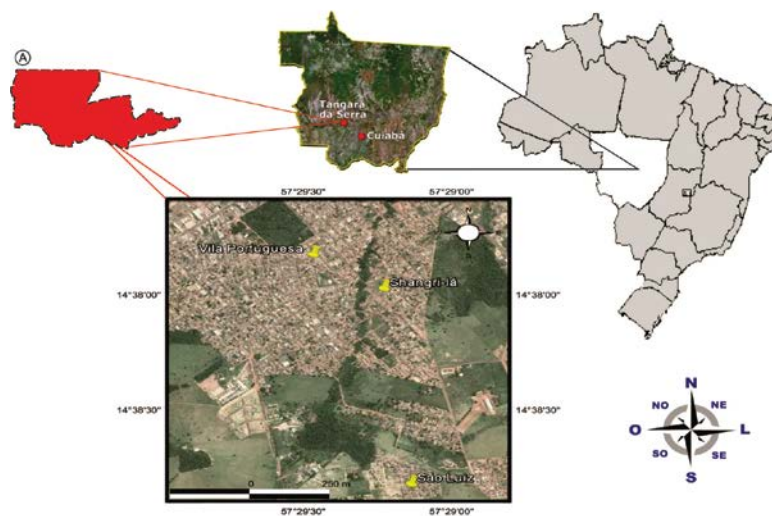 A
Tangará
da Serra
Cuiabá
57°29'30" 57°29'00"
Vila Portuguesa
Shangri-lá
14°38'00" 14°38'00"
14°38'30" 14°38'30"
São Luiz
0 250 m
57°29'30" 57°29'00"
N
NO NE
O L
SO SE
S